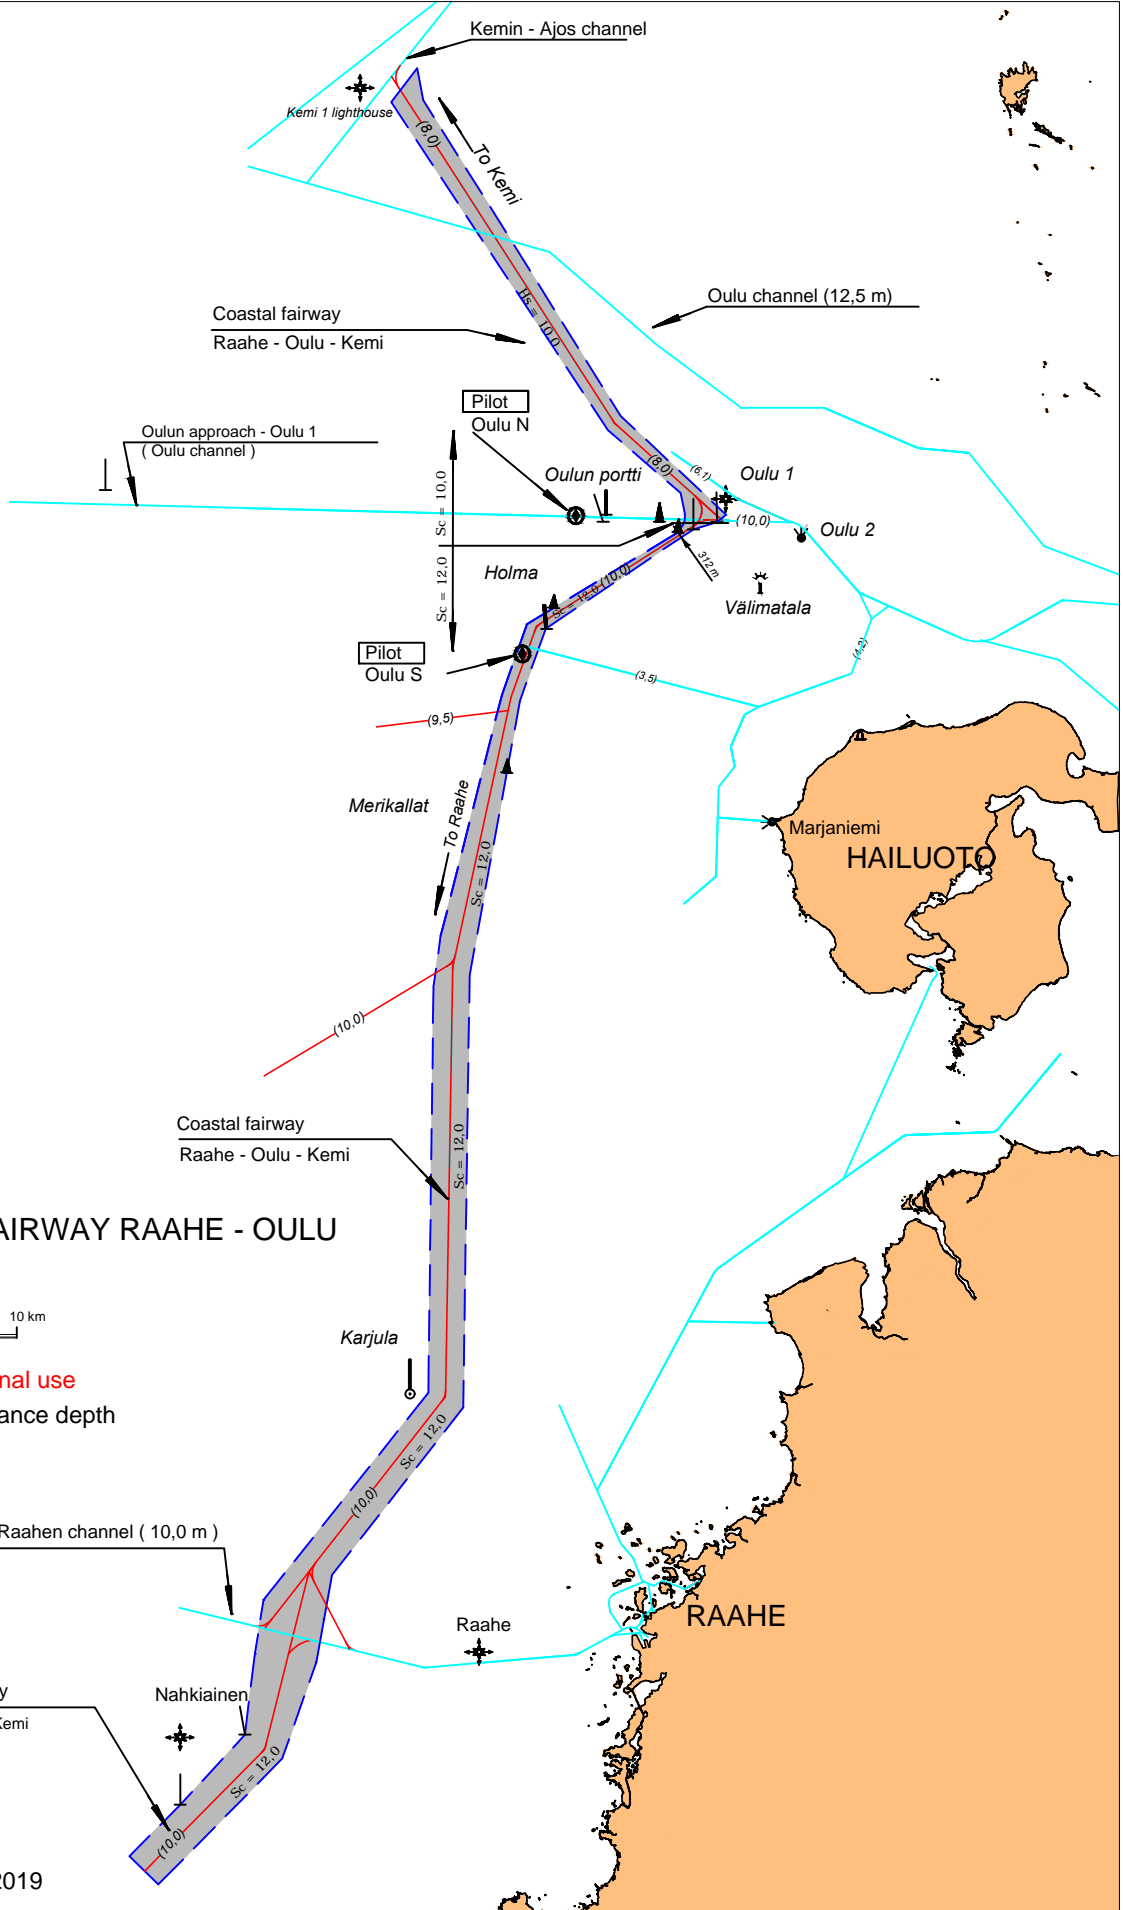 Kemin - Ajos channel
Kemi 1 lighthouse
(8,0)
To Kemi
Oulu channel (12,5 m)
Hs = 10.0
Coastal fairway
Raahe - Oulu - Kemi
Pilot
Oulu N
Oulun approach - Oulu 1
( Oulu channel )
Sc = 10,0
Oulun portti
(8,0)
(6,1)
Oulu 1
(10,0)
Oulu 2
312 m
Holma
Sc = 12,0
Sc = 12,0 (10,0)
Välimatala
Pilot
Oulu S
(3,5)
(4,2)
(9,5)
Merikallat
To Raahe
Sc = 12,0
Marjaniemi
HAILUOTO
(10,0)
Coastal fairway
Raahe - Oulu - Kemi
Sc = 12,0
AIRWAY RAAHE - OULU
10 km
Karjula
nal use
ance depth
Sc = 12,0
(10,0)
Raahen channel ( 10,0 m )
RAAHE
Raahe
Nahkiainen
y
Kemi
Sc = 12,0
(10,0)
2019